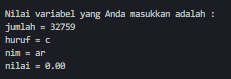 Nilai variabel yang Anda masukkan adalah :
jumlah = 32759
huruf = c
nim = ar
nilai = 0.00